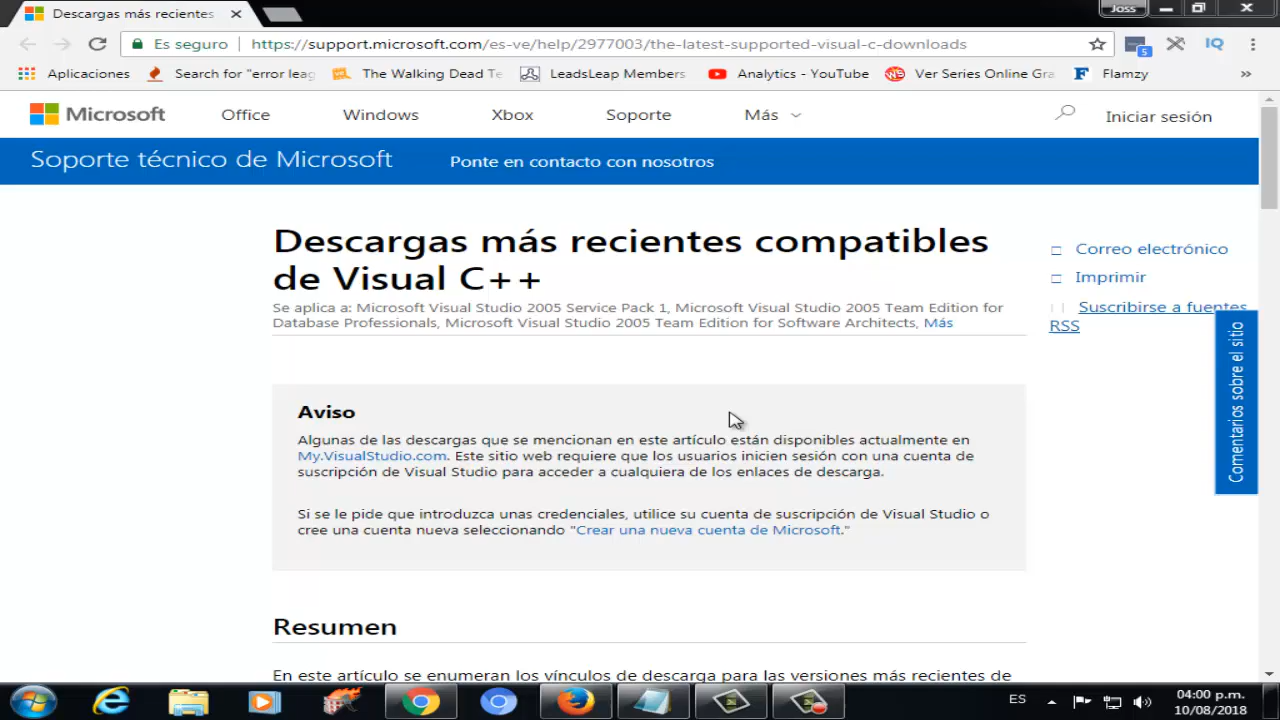 Descargas más recientes
Joss
Es seguro
https://support.microsoft.com/es-ve/help/2977003/the-latest-supported-visual-c-downloads
5
IQ
Aplicaciones
Search for "error leag
The Walking Dead Te
LeadsLeap Members
Analytics - YouTube
Ver Series Online Gra
Flamzy
»
Microsoft
Office
Windows
Xbox
Soporte
Más
Iniciar sesión
Soporte técnico de Microsoft
Ponte en contacto con nosotros
Descargas más recientes compatibles
de Visual C++
Se aplica a: Microsoft Visual Studio 2005 Service Pack 1, Microsoft Visual Studio 2005 Team Edition for
Database Professionals, Microsoft Visual Studio 2005 Team Edition for Software Architects, Más
Correo electrónico
Imprimir
Suscribirse a fuentes
RSS
Comentarios sobre el sitio
Aviso
Algunas de las descargas que se mencionan en este artículo están disponibles actualmente en
My.VisualStudio.com. Este sitio web requiere que los usuarios inicien sesión con una cuenta de
suscripción de Visual Studio para acceder a cualquiera de los enlaces de descarga.
Si se le pide que introduzca unas credenciales, utilice su cuenta de suscripción de Visual Studio o
cree una cuenta nueva seleccionando "Crear una nueva cuenta de Microsoft."
Resumen
En este artículo se enumeran los vínculos de descarga para las versiones más recientes de
ES
04:00 p.m.
10/08/2018